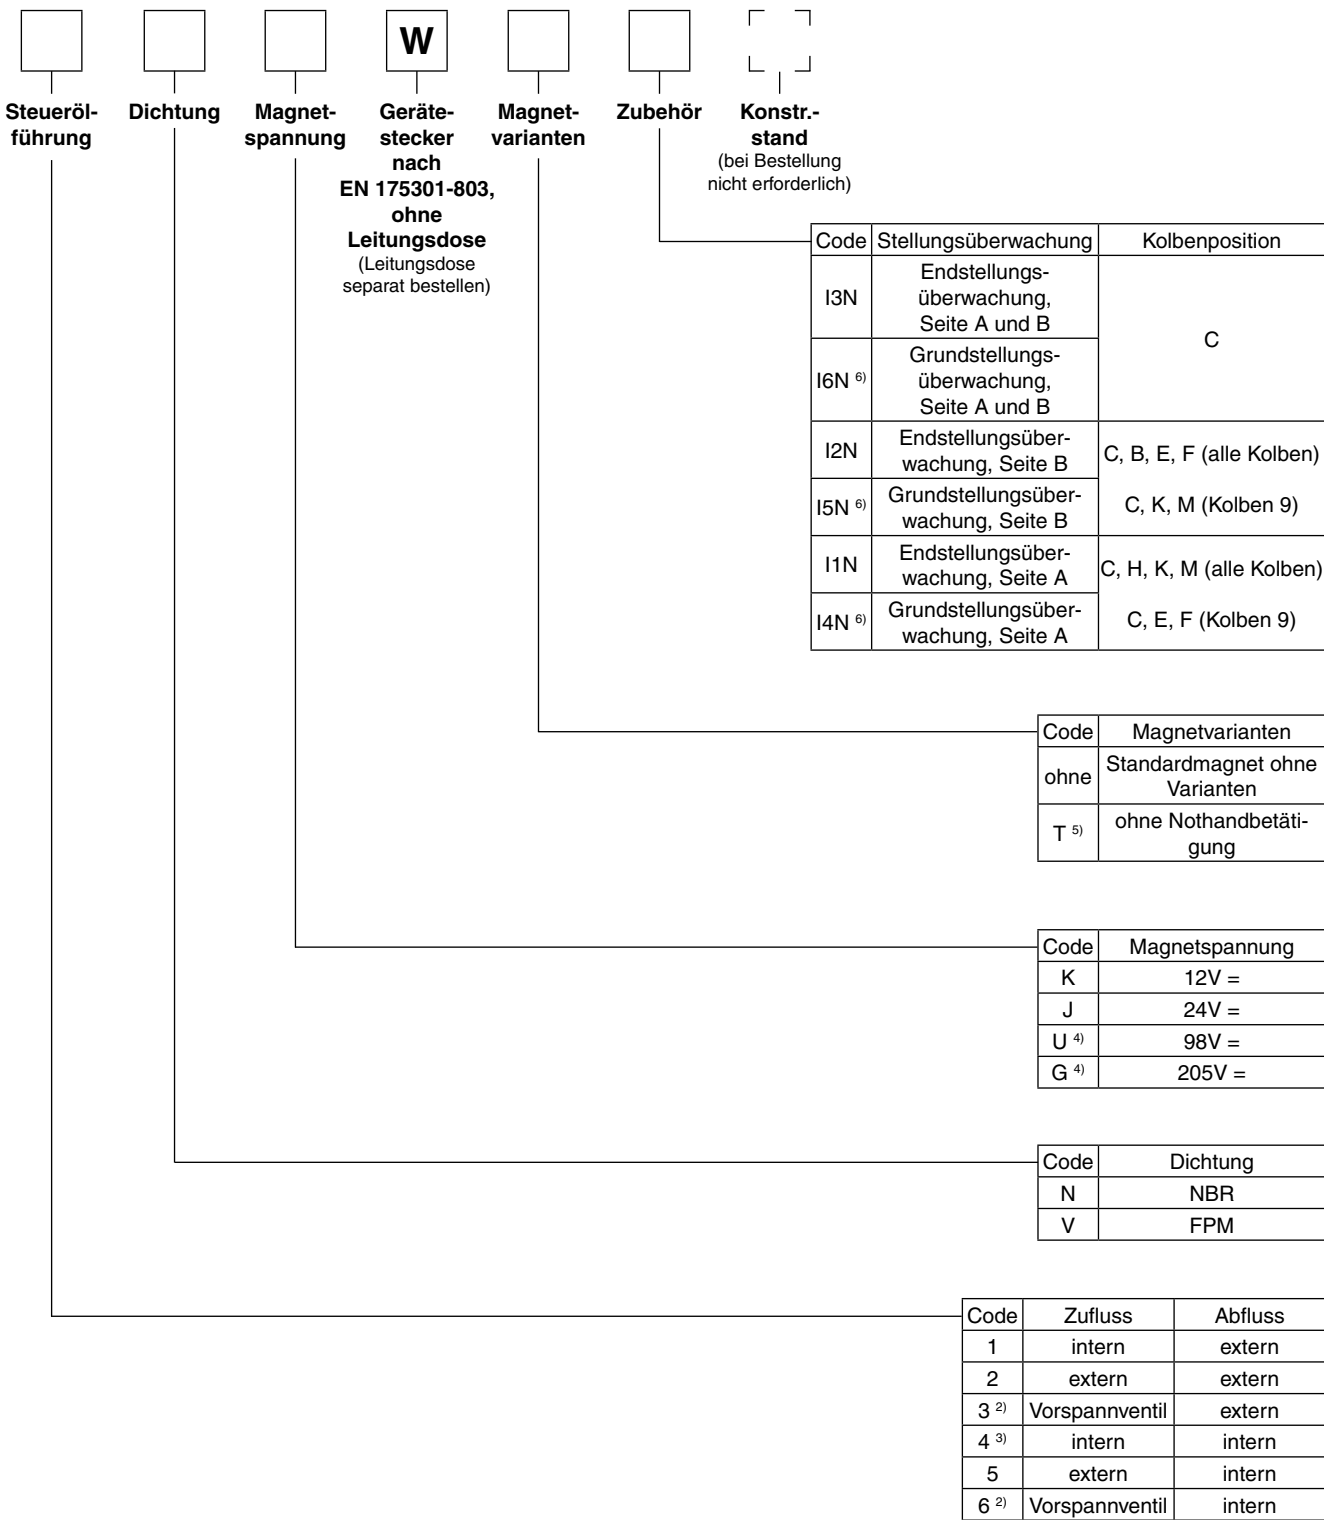 W
Steueröl-
führung
Dichtung
Magnet-
spannung
Geräte-
stecker
nach
EN 175301-803,
ohne
Leitungsdose
(Leitungsdose
separat bestellen)
Magnet-
varianten
Zubehör
Konstr.-
stand
(bei Bestellung
nicht erforderlich)
Code Stellungsüberwachung Kolbenposition
I3N
Endstellungs-
überwachung,
Seite A und B
C
I6N 6)
Grundstellungs-
überwachung,
Seite A und B
I2N
Endstellungsüber-
wachung, Seite B
C, B, E, F (alle Kolben)
I5N 6)
Grundstellungsüber-
wachung, Seite B
C, K, M (Kolben 9)
I1N
Endstellungsüber-
wachung, Seite A
C, H, K, M (alle Kolben)
I4N 6)
Grundstellungsüber-
wachung, Seite A
C, E, F (Kolben 9)
Code Magnetvarianten
ohne
Standardmagnet ohne
Varianten
T 5)
ohne Nothandbetäti-
gung
Code Magnetspannung
K 12V =
J 24V =
U 4) 98V =
G 4) 205V =
Code Dichtung
N NBR
V FPM
Code Zufluss Abfluss
1 intern extern
2 extern extern
3 2) Vorspannventil extern
4 3) intern intern
5 extern intern
6 2) Vorspannventil intern